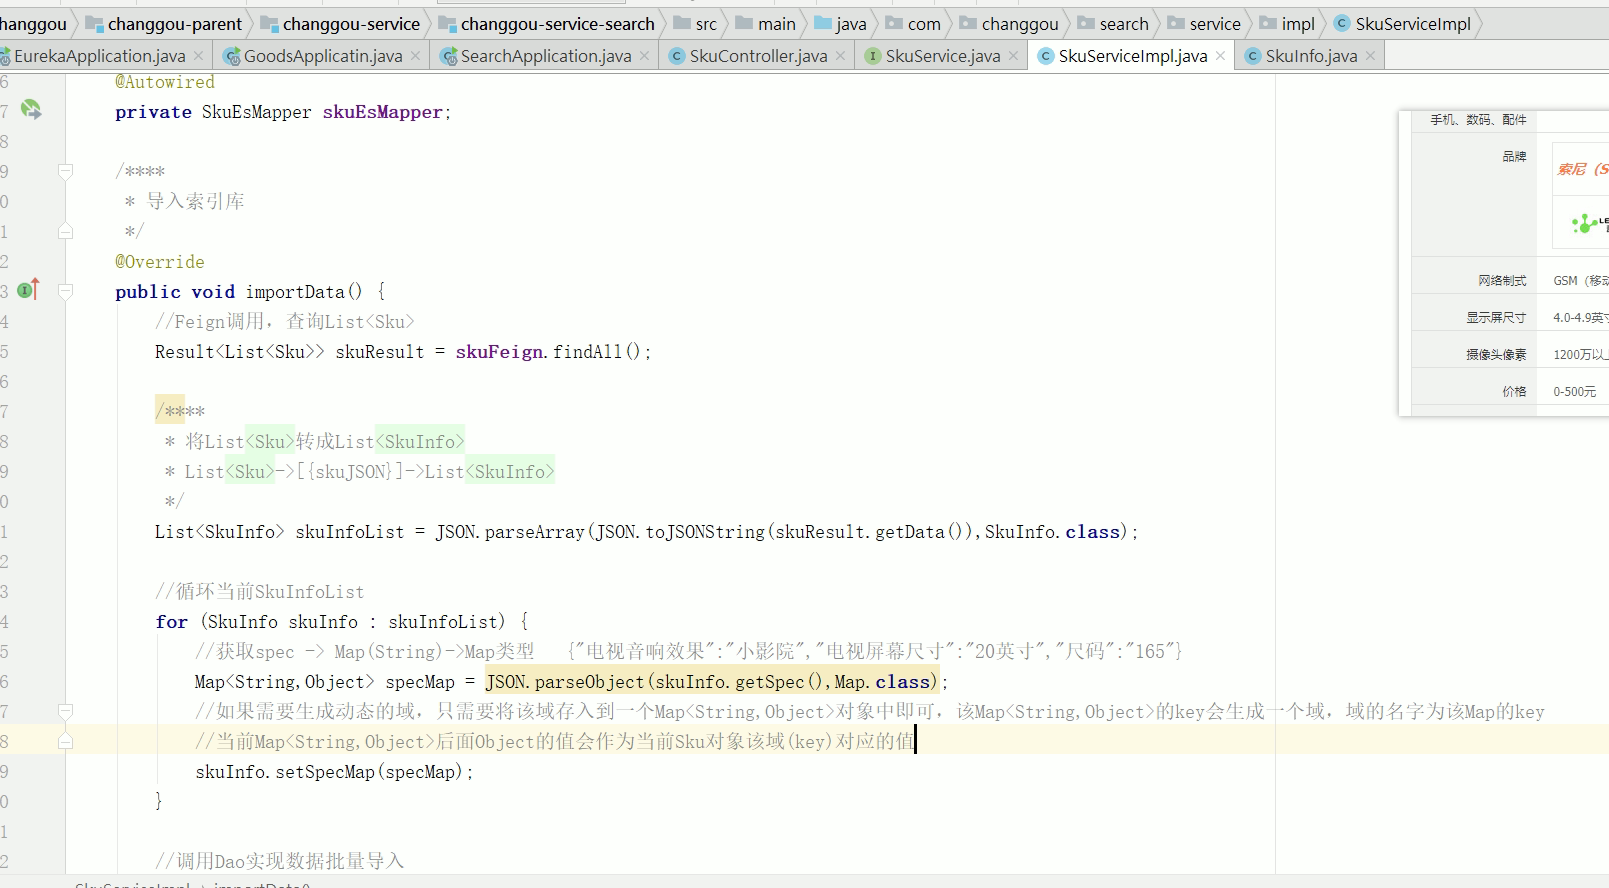 hanggou changgou-parent changgou-service changgou-service-search src main java com changgou search service impl SkuServiceImpl
EurekaApplication.java GoodsApplicatin.java SearchApplication.java SkuController.java SkuService.java SkuServiceImpl.java SkuInfo.java
6 @Autowired
7 private SkuEsMapper skuEsMapper;
8
9 /****
0 * 导入索引库
1 */
2 @Override
3 public void importData() {
4 //Feign调用，查询List<Sku>
5 Result<List<Sku>> skuResult = skuFeign.findAll();
6
7 /****
8 * 将List<Sku>转成List<SkuInfo>
9 * List<Sku>->[{skuJSON}]->List<SkuInfo>
0 */
1 List<SkuInfo> skuInfoList = JSON.parseArray(JSON.toJSONString(skuResult.getData()),SkuInfo.class);
2
3 //循环当前SkuInfoList
4 for (SkuInfo skuInfo : skuInfoList) {
5 //获取spec -> Map(String)->Map类型 {"电视音响效果":"小影院","电视屏幕尺寸":"20英寸","尺码":"165"}
6 Map<String,Object> specMap = JSON.parseObject(skuInfo.getSpec(),Map.class);
7 //如果需要生成动态的域，只需要将该域存入到一个Map<String,Object>对象中即可，该Map<String,Object>的key会生成一个域，域的名字为该Map的key
8 //当前Map<String,Object>后面Object的值会作为当前Sku对象该域(key)对应的值
9 skuInfo.setSpecMap(specMap);
0 }
1
2 //调用Dao实现数据批量导入
SkuServiceImpl importData()
手机、数码、配件
品牌
索尼（S
LE
网络制式 GSM（移动
显示屏尺寸 4.0-4.9英寸
摄像头像素 1200万以上
价格 0-500元